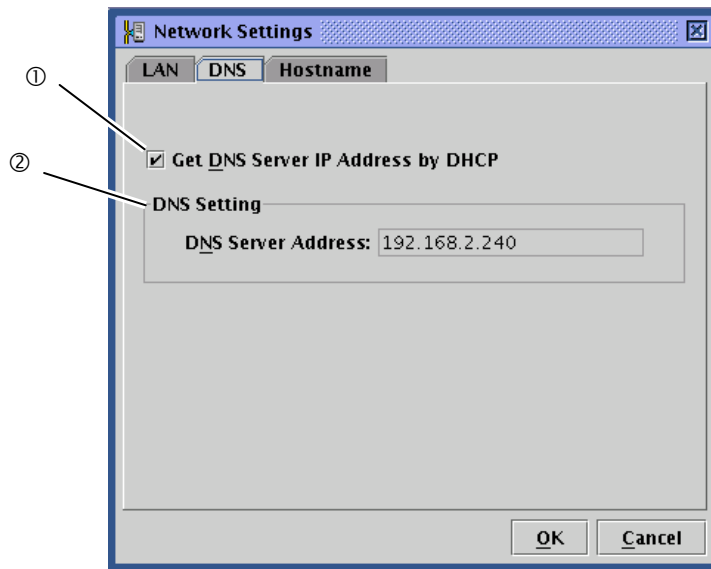 Network Settings
LAN DNS Hostname
①
Get DNS Server IP Address by DHCP
②
DNS Setting
DNS Server Address: 192.168.2.240
OK Cancel